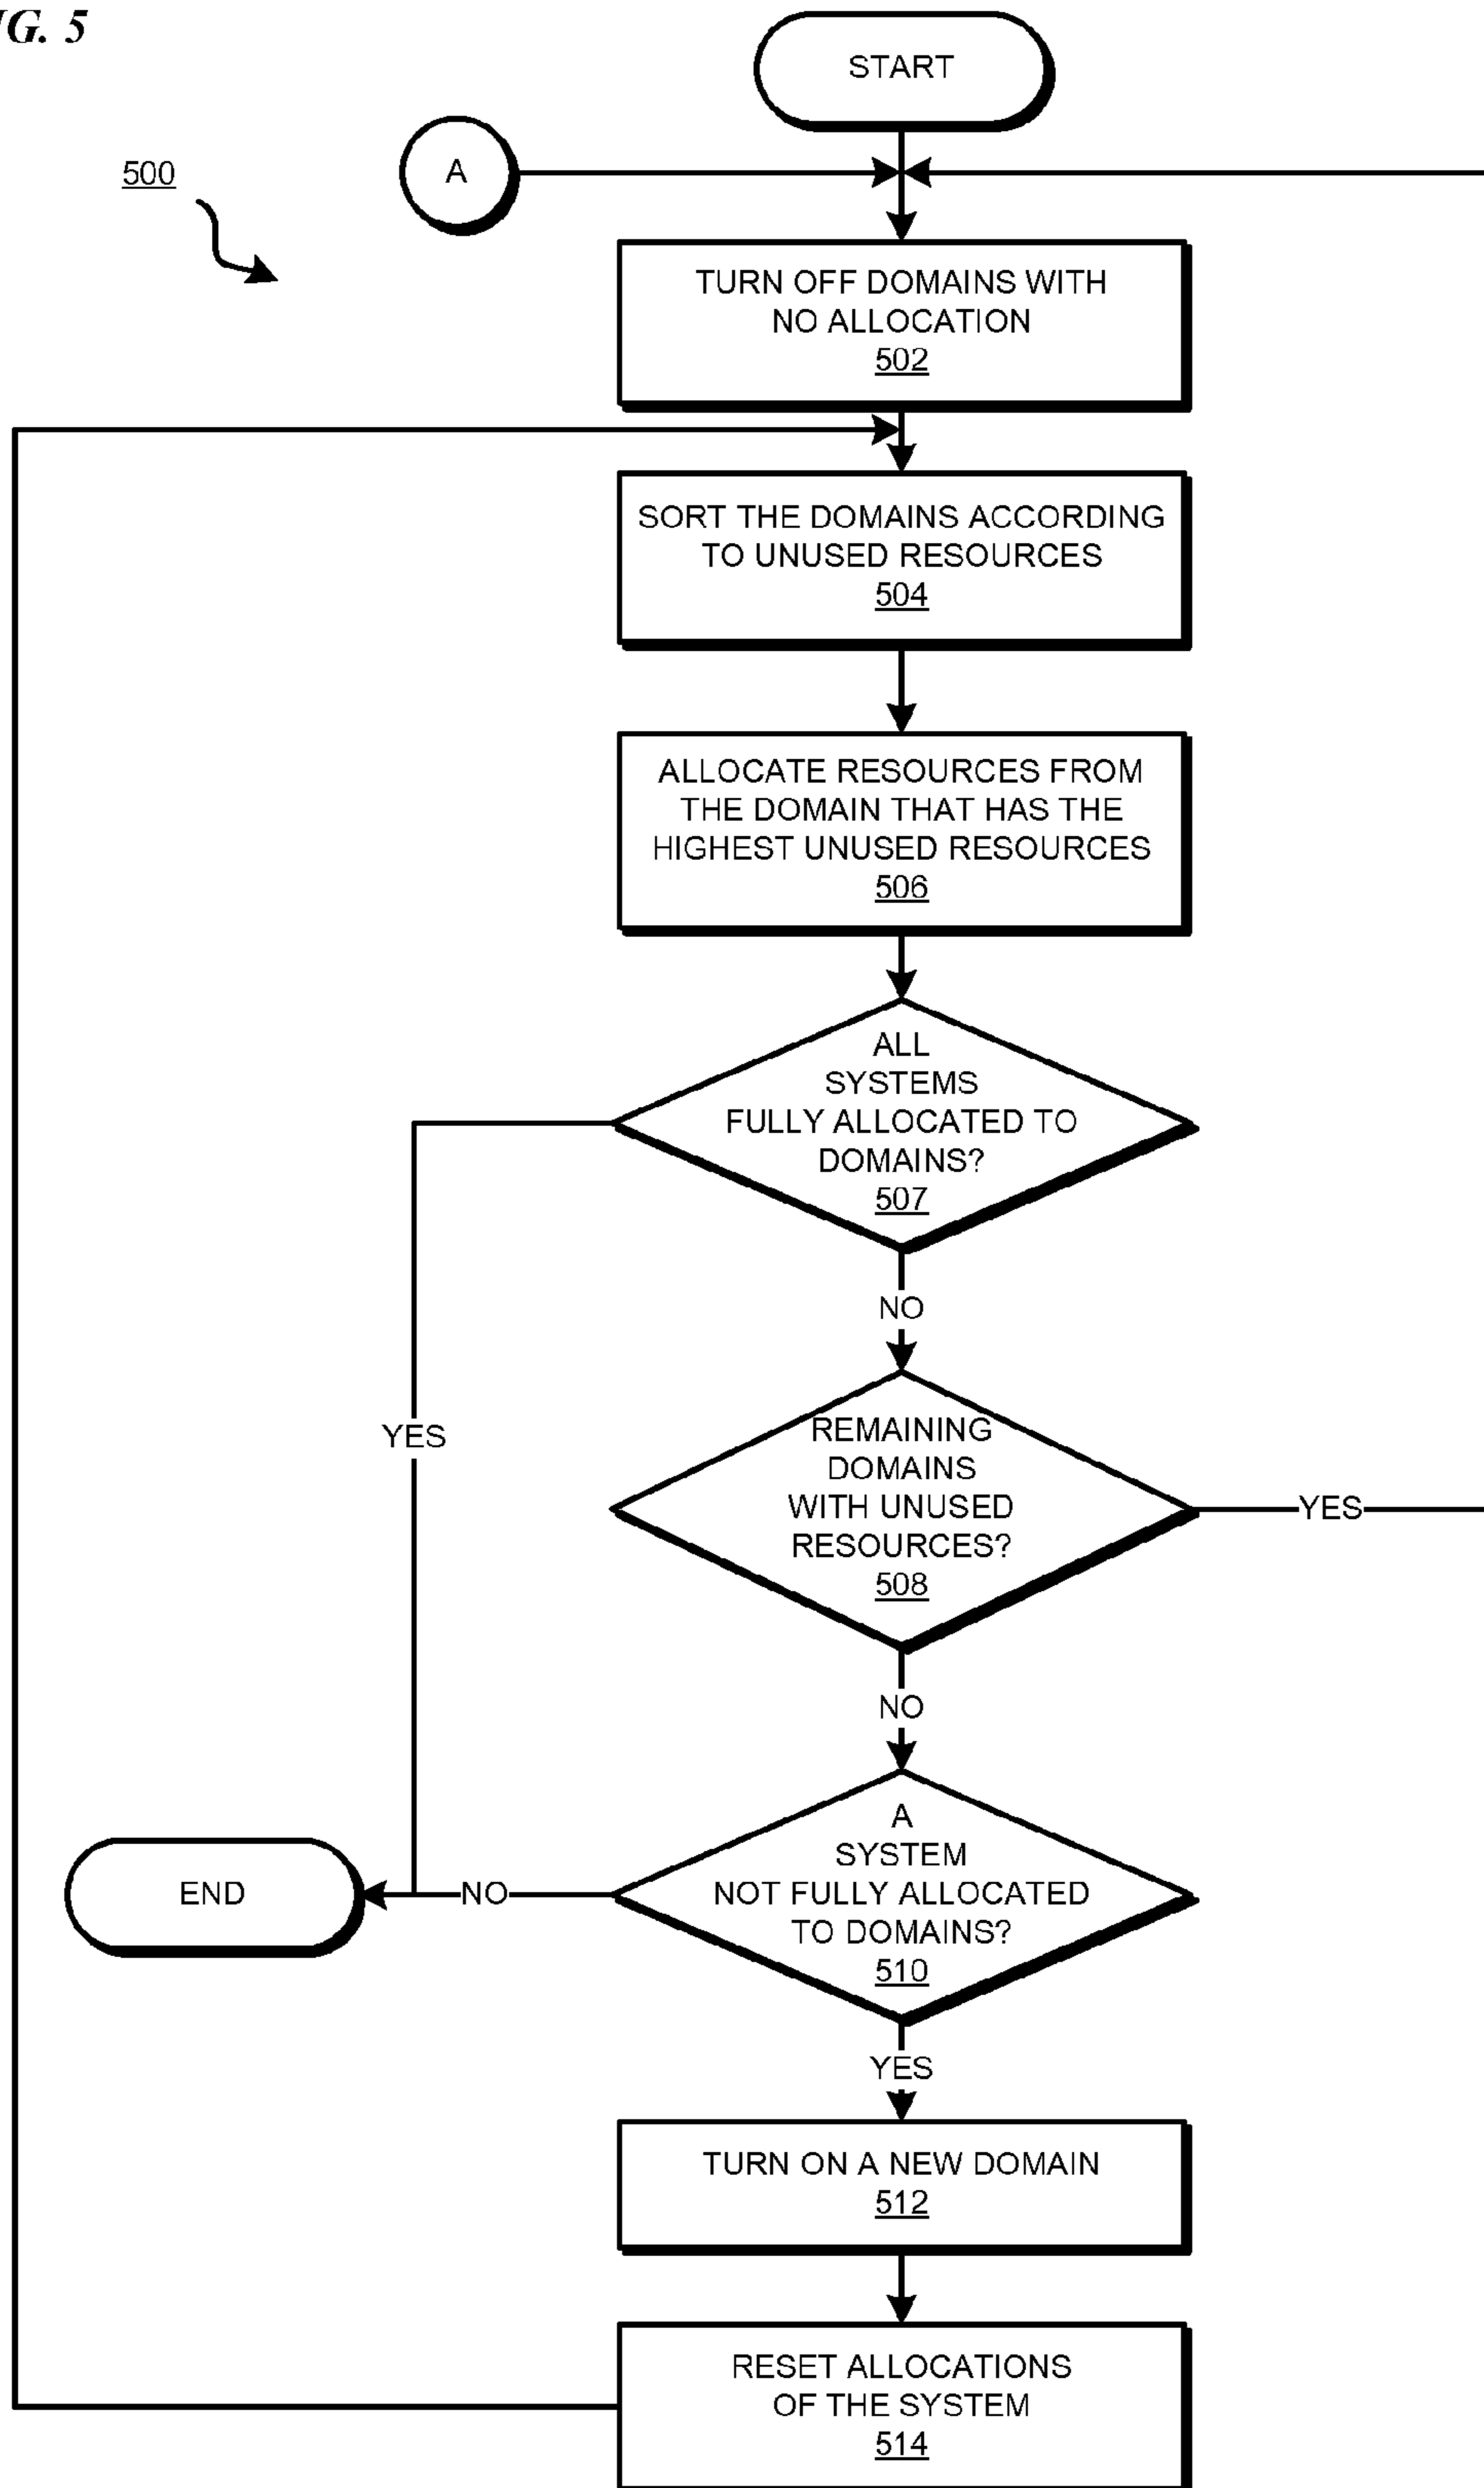 G. 5
START
A
500
TURN OFF DOMAINS WITH
NO ALLOCATION
502
SORT THE DOMAINS ACCORDING
TO UNUSED RESOURCES
504
ALLOCATE RESOURCES FROM
THE DOMAIN THAT HAS THE
HIGHEST UNUSED RESOURCES
506
ALL
SYSTEMS
FULLY ALLOCATED TO
DOMAINS?
507
NO
YES
REMAINING
DOMAINS
WITH UNUSED
RESOURCES?
508
YES
NO
A
SYSTEM
NOT FULLY ALLOCATED
TO DOMAINS?
510
NO
END
YES
TURN ON A NEW DOMAIN
512
RESET ALLOCATIONS
OF THE SYSTEM
514